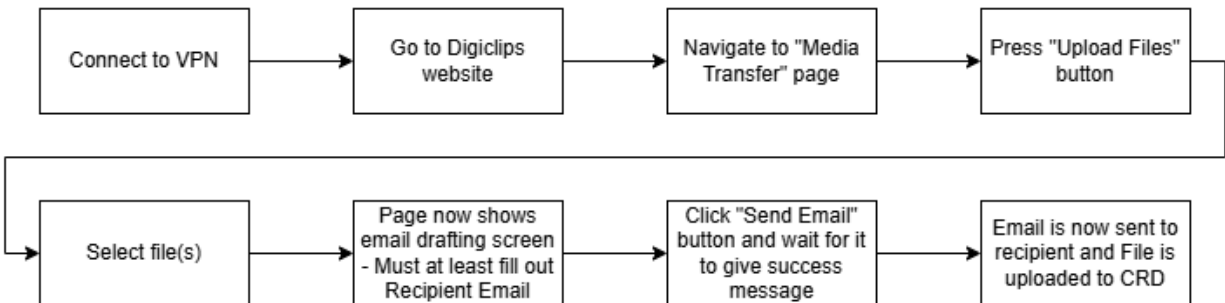 Connect to VPN
Go to Digiclips
website
Navigate to "Media
Transfer" page
Press "Upload Files"
button
Select file(s)
Page now shows
email drafting screen
- Must at least fill out
Recipient Email
Click "Send Email"
button and wait for it
to give success
message
Email is now sent to
recipient and File is
uploaded to CRD